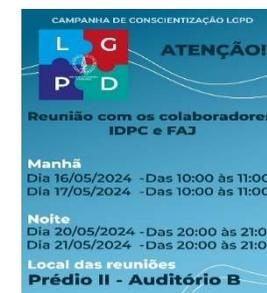 CAMPANHA DE CONSCIENTIZAÇÃO LGPD
L G
P D
ATENÇÃO!
Reunião com os colaboradores
IDPC e FAJ
Manhã
Dia 16/05/2024 -Das 10:00 às 11:00
Dia 17/05/2024 -Das 10:00 às 11:00
Noite
Dia 20/05/2024 -Das 20:00 às 21:0
Dia 21/05/2024 -Das 20:00 às 21:0
Local das reuniões
Prédio II - Auditório B